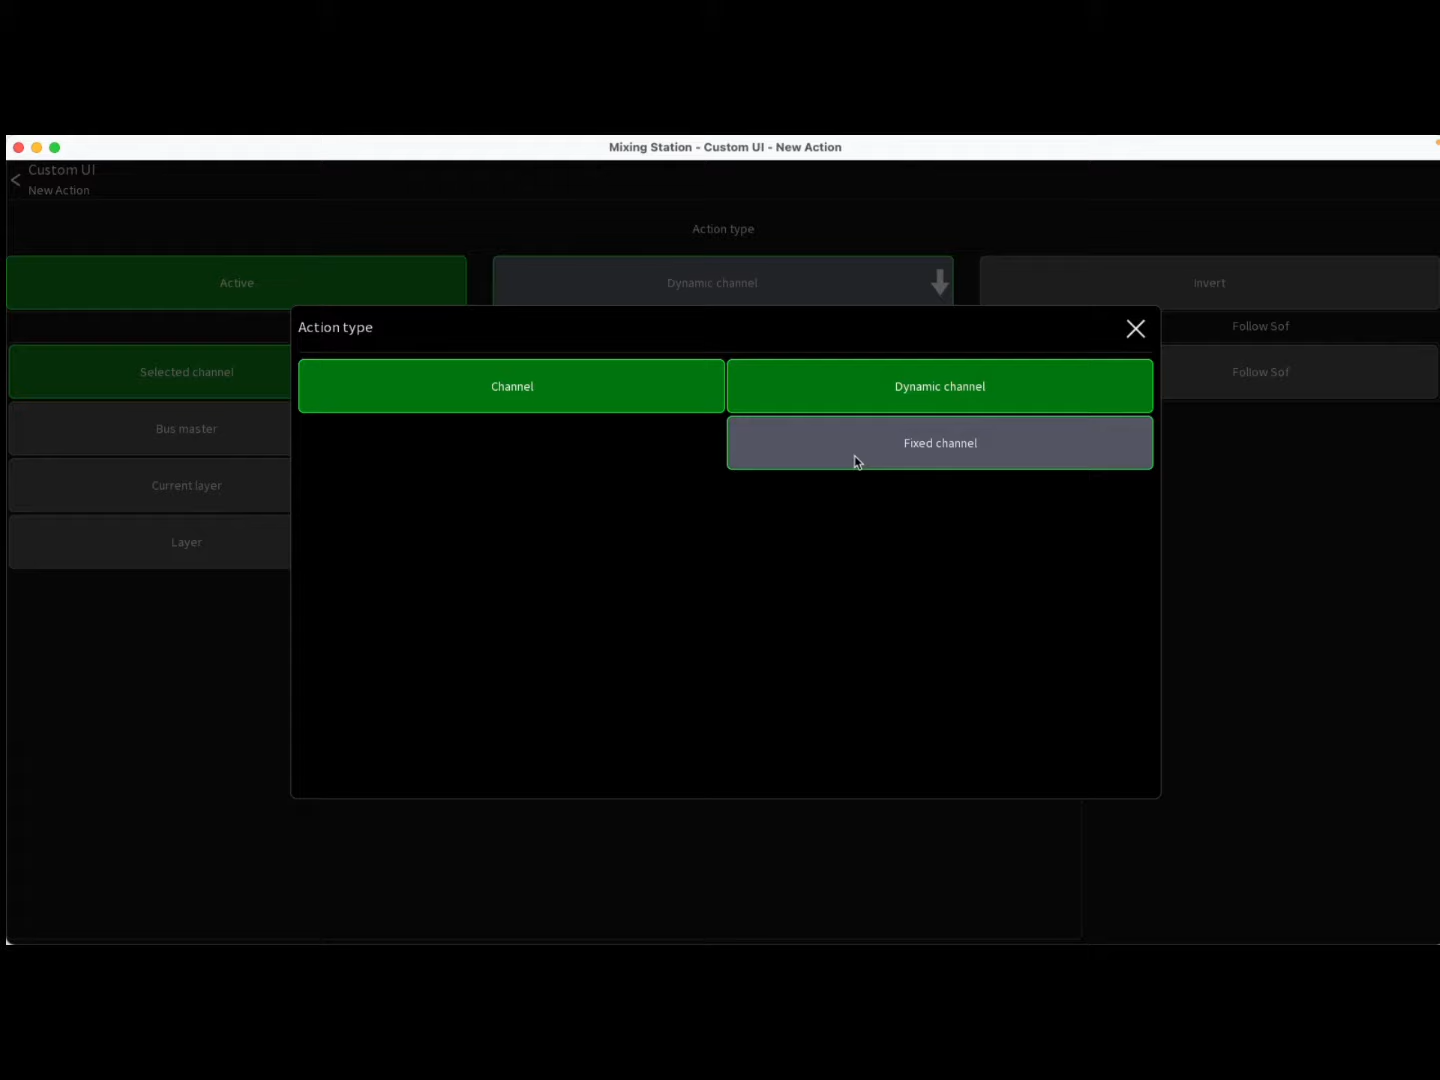 Mixing Station - Custom UI - New Action
Custom UI
New Action
Action type
Active
Dynamic channel
Invert
Follow Sof
Action type
Selected channel
Channel
Dynamic channel
Follow Sof
Bus master
Fixed channel
Current layer
Layer